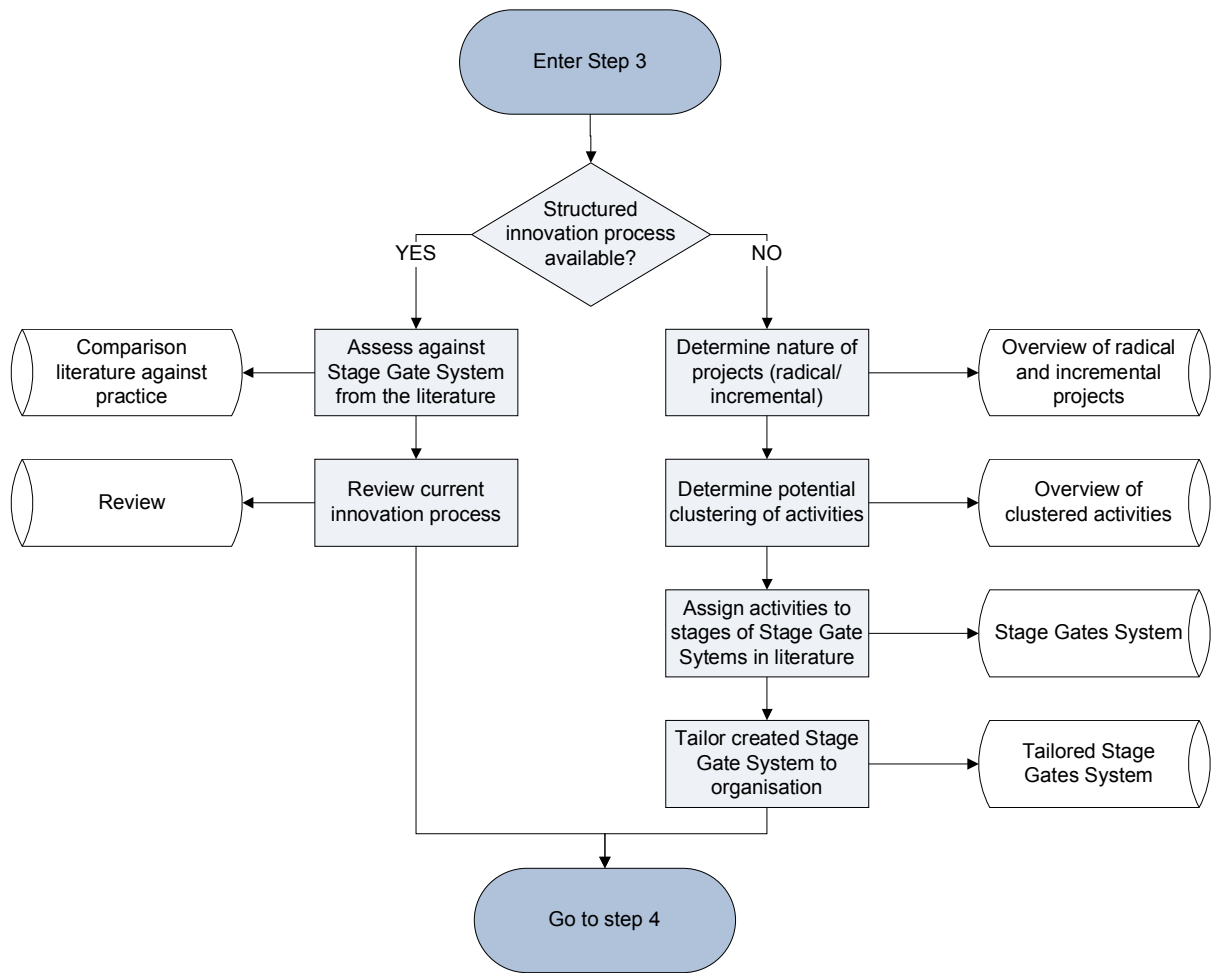 Enter Step 3
Structured
innovation process
available?
YES
NO
Comparison
literature against
practice
Assess against
Stage Gate System
from the literature
Determine nature of
projects (radical/
incremental)
Overview of radical
and incremental
projects
Review
Review current
innovation process
Determine potential
clustering of activities
Overview of
clustered activities
Assign activities to
stages of Stage Gate
Sytems in literature
Stage Gates System
Tailor created Stage
Gate System to
organisation
Tailored Stage
Gates System
Go to step 4